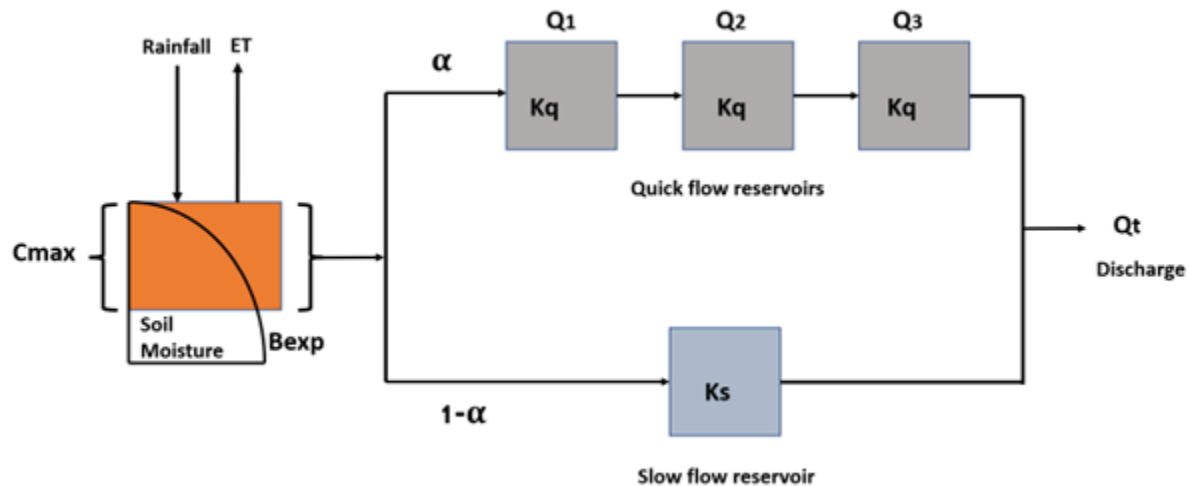 Rainfall
ET
α
Q1
Q2
Q3
Kq
Kq
Kq
Quick flow reservoirs
Cmax
Soil
Moisture
Bexp
Qt
Discharge
Ks
1-α
Slow flow reservoir